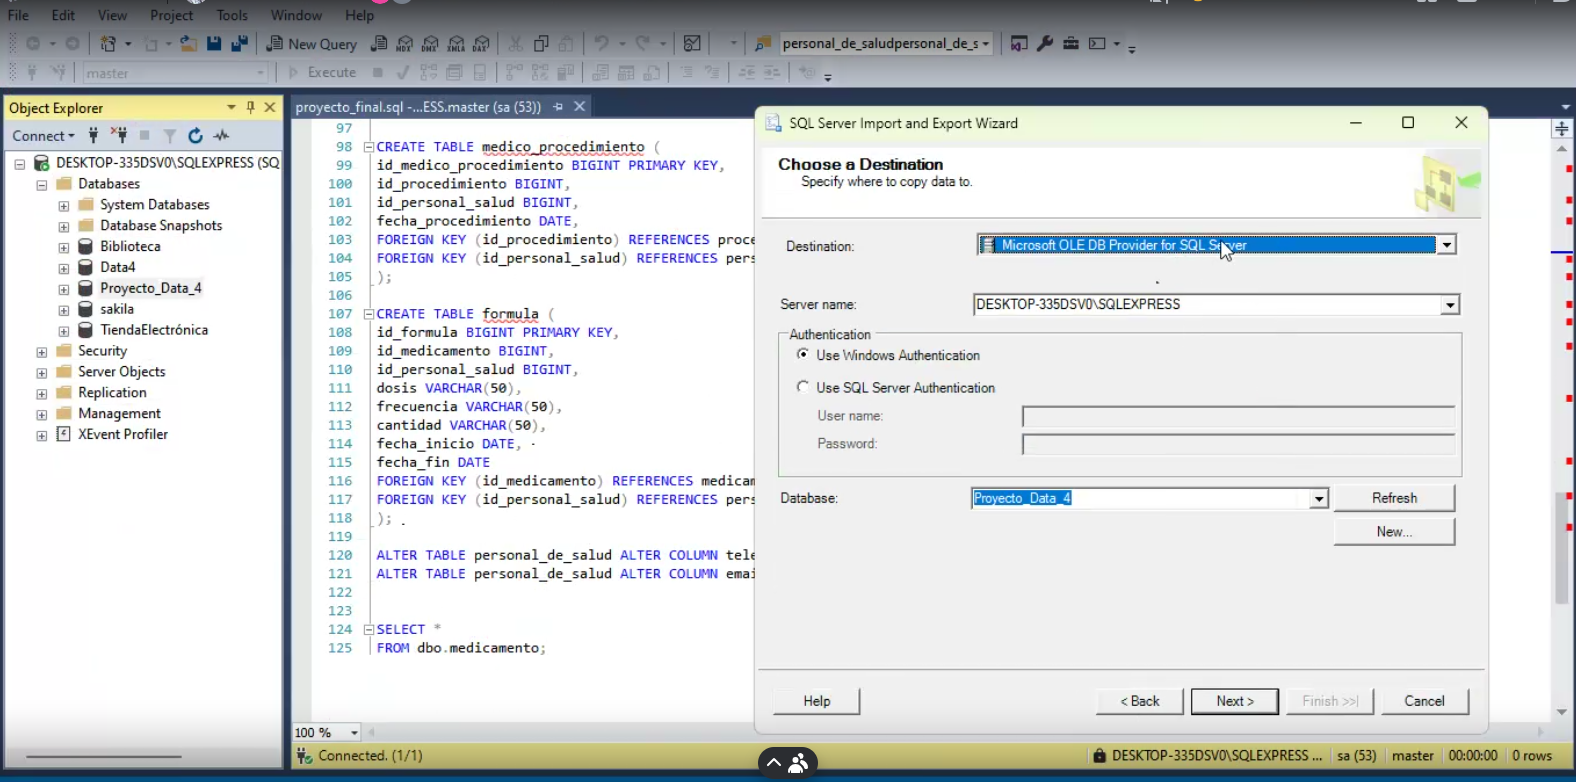 File Edit View Project Tools Window Help
New Query MDX DMX XMLA DAX personal_de_saludpersonal_de_s
master Execute
Object Explorer
Connect
DESKTOP-335DSV0\SQLEXPRESS (SQ
Databases
System Databases
Database Snapshots
Biblioteca
Data4
Proyecto_Data_4
sakila
TiendaElectrónica
Security
Server Objects
Replication
Management
XEvent Profiler
proyecto_final.sql -...ESS.master (sa (53))
97
98 CREATE TABLE medico_procedimiento (
99 id_medico_procedimiento BIGINT PRIMARY KEY,
100 id_procedimiento BIGINT,
101 id_personal_salud BIGINT,
102 fecha_procedimiento DATE,
103 FOREIGN KEY (id_procedimiento) REFERENCES proce
104 FOREIGN KEY (id_personal_salud) REFERENCES pers
105 );
106
107 CREATE TABLE formula (
108 id_formula BIGINT PRIMARY KEY,
109 id_medicamento BIGINT,
110 id_personal_salud BIGINT,
111 dosis VARCHAR(50),
112 frecuencia VARCHAR(50),
113 cantidad VARCHAR(50),
114 fecha_inicio DATE,
115 fecha_fin DATE
116 FOREIGN KEY (id_medicamento) REFERENCES medicam
117 FOREIGN KEY (id_personal_salud) REFERENCES pers
118 );
119
120 ALTER TABLE personal_de_salud ALTER COLUMN tele
121 ALTER TABLE personal_de_salud ALTER COLUMN emai
122
123
124 SELECT *
125 FROM dbo.medicamento;
100 %
Connected. (1/1)
DESKTOP-335DSV0\SQLEXPRESS ... sa (53) master 00:00:00 0 rows
SQL Server Import and Export Wizard
Choose a Destination
Specify where to copy data to.
Destination: Microsoft OLE DB Provider for SQL Server
Server name: DESKTOP-335DSV0\SQLEXPRESS
Authentication
Use Windows Authentication
Use SQL Server Authentication
User name:
Password:
Database: Proyecto_Data_4 Refresh
New...
Help < Back Next > Finish >>| Cancel